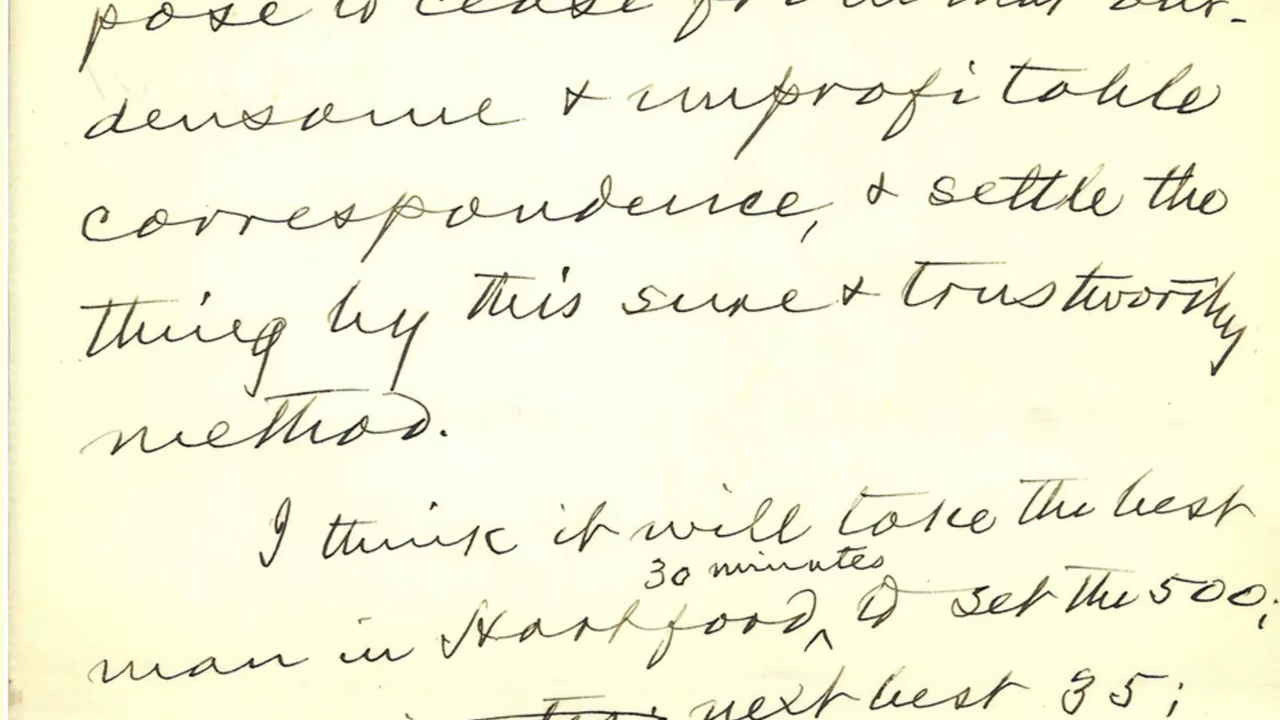 pose to cease from that bur-
densome & unprofitable
correspondence, & settle the
thing by this sure & trustworthy
method.
I think it will take the best
30 minutes
man in Hartford ^ to set the 500;
next best 35;